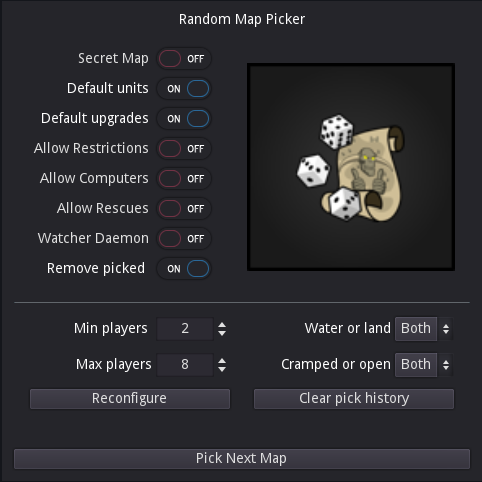 Random Map Picker
Secret Map OFF
Default units ON
Default upgrades ON
Allow Restrictions OFF
Allow Computers OFF
Allow Rescues OFF
Watcher Daemon OFF
Remove picked ON
Min players 2 Water or land Both
Max players 8 Cramped or open Both
Reconfigure Clear pick history
Pick Next Map